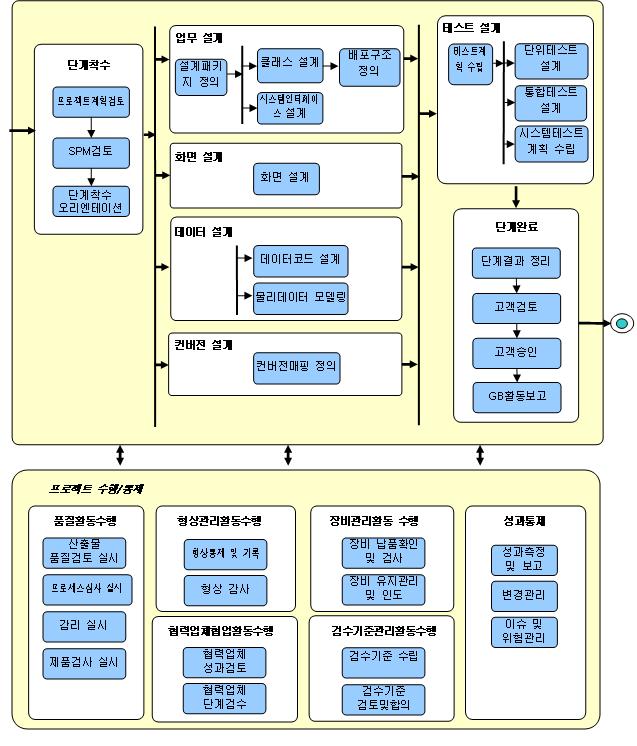 단계착수
프로젝트계획검토
SPM검토
단계착수
오리엔테이션
업무 설계
설계패키
지 정의
클래스 설계
배포구조
정의
시스템인터페이
스 설계
화면 설계
화면 설계
데이터 설계
데이터코드 설계
물리데이터 모델링
컨버전 설계
컨버전매핑 정의
테스트 설계
테스트계
획 수립
단위테스트
설계
통합테스트
설계
시스템테스트
계획 수립
단계완료
단계결과 정리
고객검토
고객승인
GB활동보고
프로젝트 수행/통제
품질활동수행
산출물
품질검토 실시
프로세스심사 실시
감리 실시
제품검사 실시
형상관리활동수행
형상통제 및 기록
형상 감사
협력업체협업활동수행
협력업체
성과검토
협력업체
단계검수
장비관리활동 수행
장비 납품확인
및 검사
장비 유지관리
및 인도
검수기준관리활동수행
검수기준 수립
검수기준
검토및합의
성과통제
성과측정
및 보고
변경관리
이슈 및
위험관리